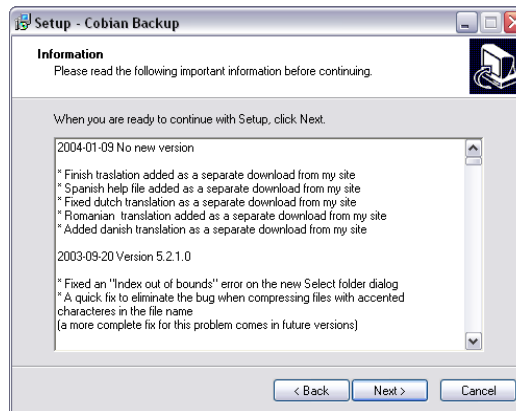 Setup - Cobian Backup
Information
Please read the following important information before continuing.
When you are ready to continue with Setup, click Next.
2004-01-09 No new version
* Finish traslation added as a separate download from my site
* Spanish help file added as a separate download from my site
* Fixed dutch translation as a separate download from my site
* Romanian translation added as a separate download from my site
* Added danish translation as a separate download from my site
2003-09-20 Version 5.2.1.0
* Fixed an "Index out of bounds" error on the new Select folder dialog
* A quick fix to eliminate the bug when compressing files with accented
characteres in the file name
(a more complete fix for this problem comes in future versions)
< Back Next > Cancel